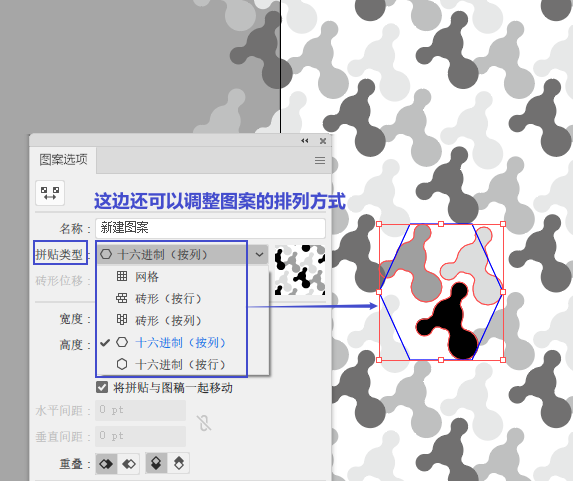 图案选项
这边还可以调整图案的排列方式
名称：新建图案
拼贴类型：十六进制（按列）
网格
砖形位移：
砖形（按行）
宽度：
砖形（按列）
高度：
十六进制（按列）
十六进制（按行）
将拼贴与图稿一起移动
水平间距：0 pt
垂直间距：0 pt
重叠：